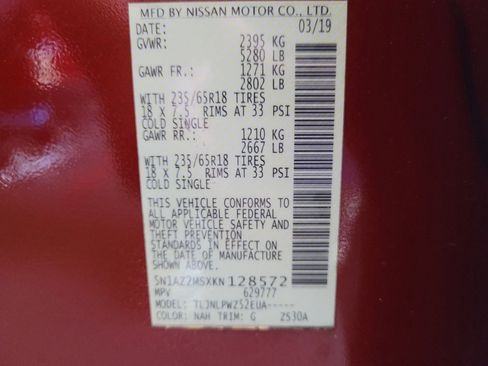 MFD BY NISSAN MOTOR CO., LTD.
DATE: 03/19
GVWR: 2395 KG
5280 LB
GAWR FR.: 1271 KG
2802 LB
WITH 235/65R18 TIRES
18 X 7.5 RIMS AT 33 PSI
COLD SINGLE
GAWR RR.: 1210 KG
2667 LB
WITH 235/65R18 TIRES
18 X 7.5 RIMS AT 33 PSI
COLD SINGLE
THIS VEHICLE CONFORMS TO
ALL APPLICABLE FEDERAL
MOTOR VEHICLE SAFETY AND
THEFT PREVENTION
STANDARDS IN EFFECT ON
THE DATE OF MANUFACTURE
SHOWN ABOVE.
5N1AZ2MSXKN128572
MPV 629777
MODEL: TLJNLPWZ52EUA-----
COLOR: NAH TRIM: G Z530A